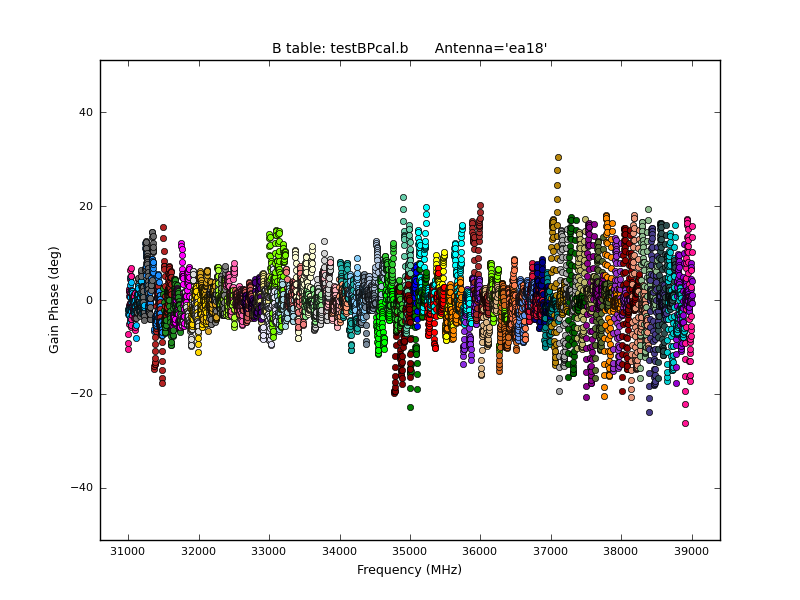 B table: testBPcal.b Antenna='ea18'
40
20
0
−20
−40
Gain Phase (deg)
31000 32000 33000 34000 35000 36000 37000 38000 39000
Frequency (MHz)